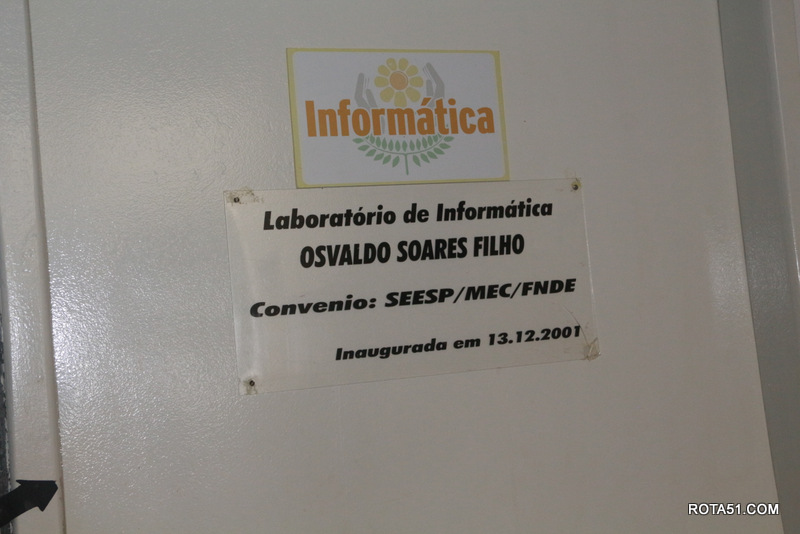 Informática
Laboratório de Informática
OSVALDO SOARES FILHO
Convenio: SEESP/MEC/FNDE
Inaugurada em 13.12.2001
ROTA51.COM